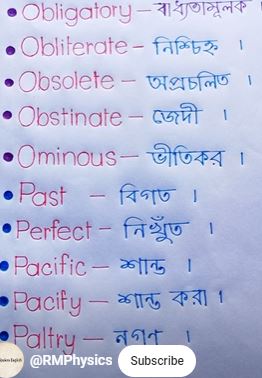 • Obligatory — বাধ্যতামূলক
• Obliterate — নিশ্চিহ্ন ।
• Obsolete — অপ্রচলিত ।
• Obstinate — জেদী ।
• Ominous — ভীতিকর ।
• Past — বিগত ।
• Perfect — নিখুঁত ।
• Pacific — শান্ত ।
• Pacify — শান্ত করা ।
• Paltry — নগণ্য ।
@RMPhysics Subscribe